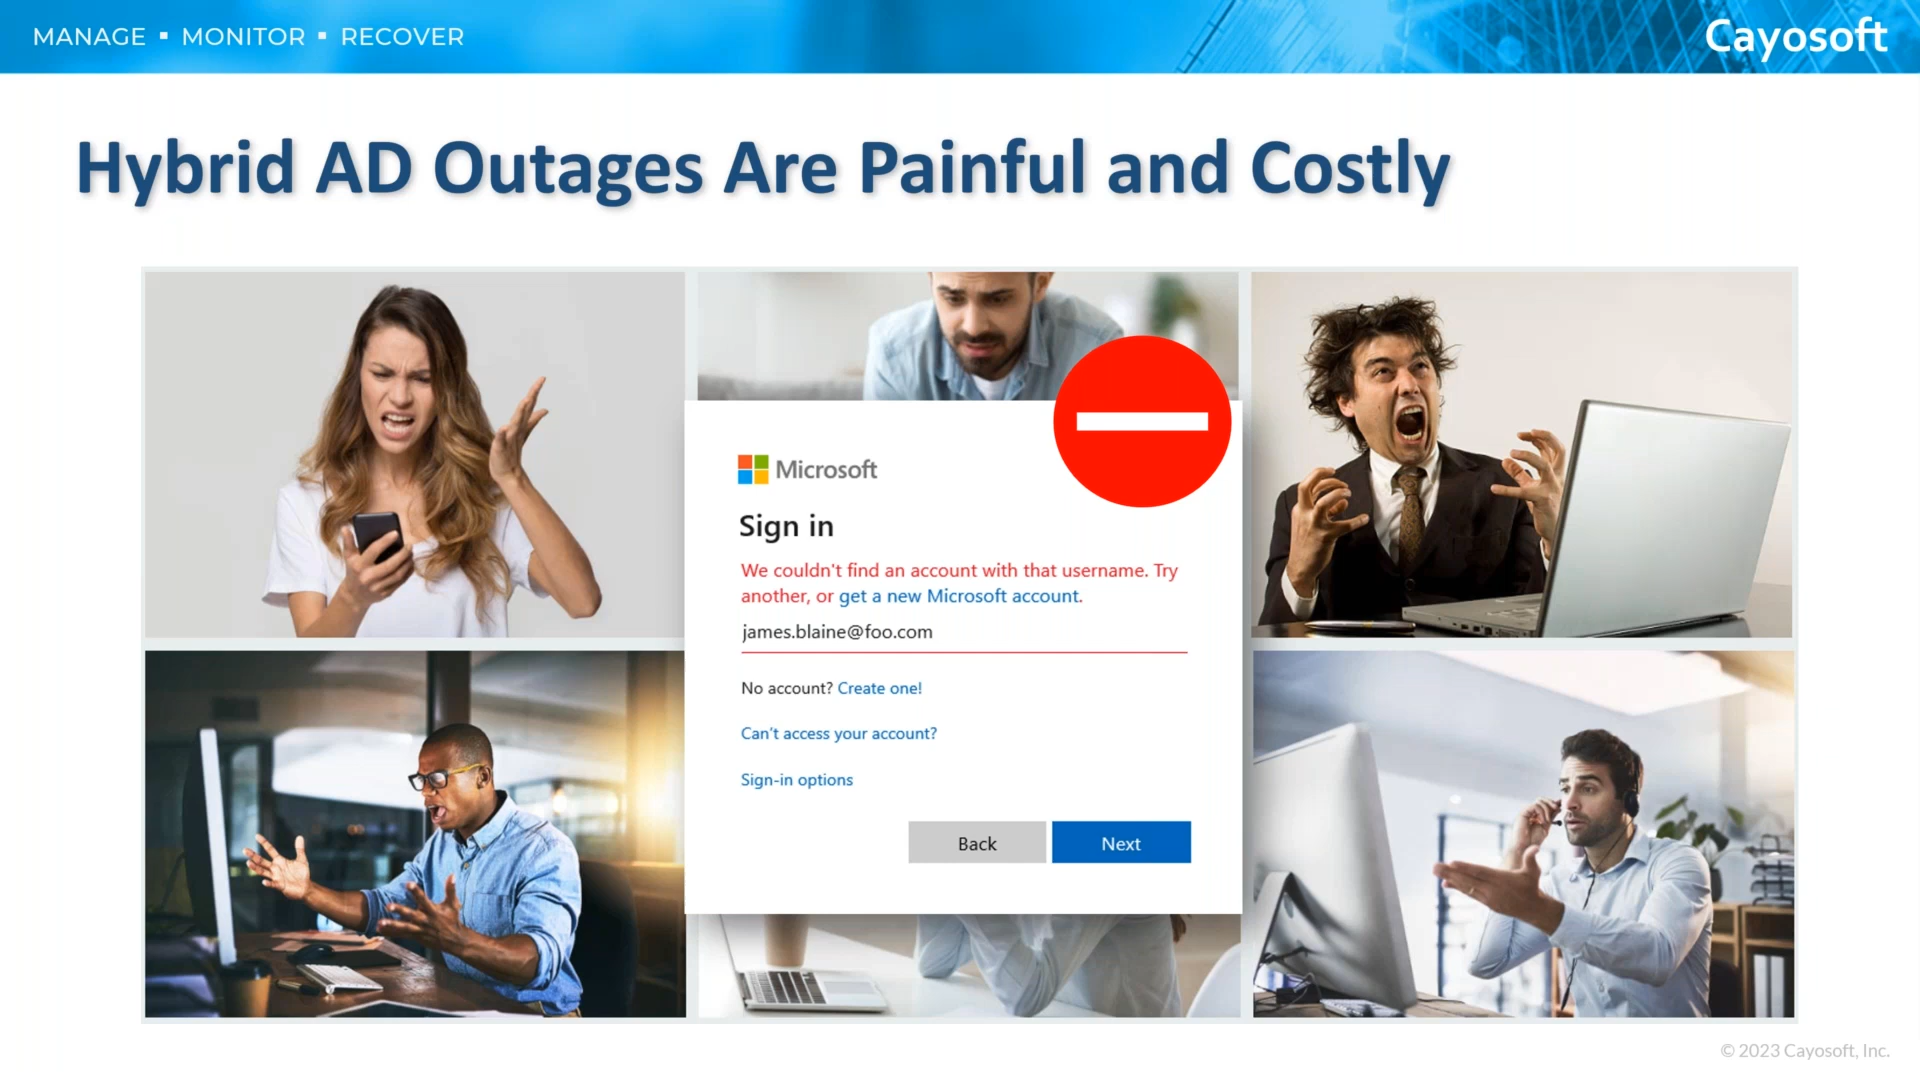 MANAGE ▪ MONITOR ▪ RECOVER
Cayosoft
Hybrid AD Outages Are Painful and Costly
Microsoft
Sign in
We couldn't find an account with that username. Try
another, or get a new Microsoft account.
james.blaine@foo.com
No account? Create one!
Can't access your account?
Sign-in options
Back
Next
© 2023 Cayosoft, Inc.